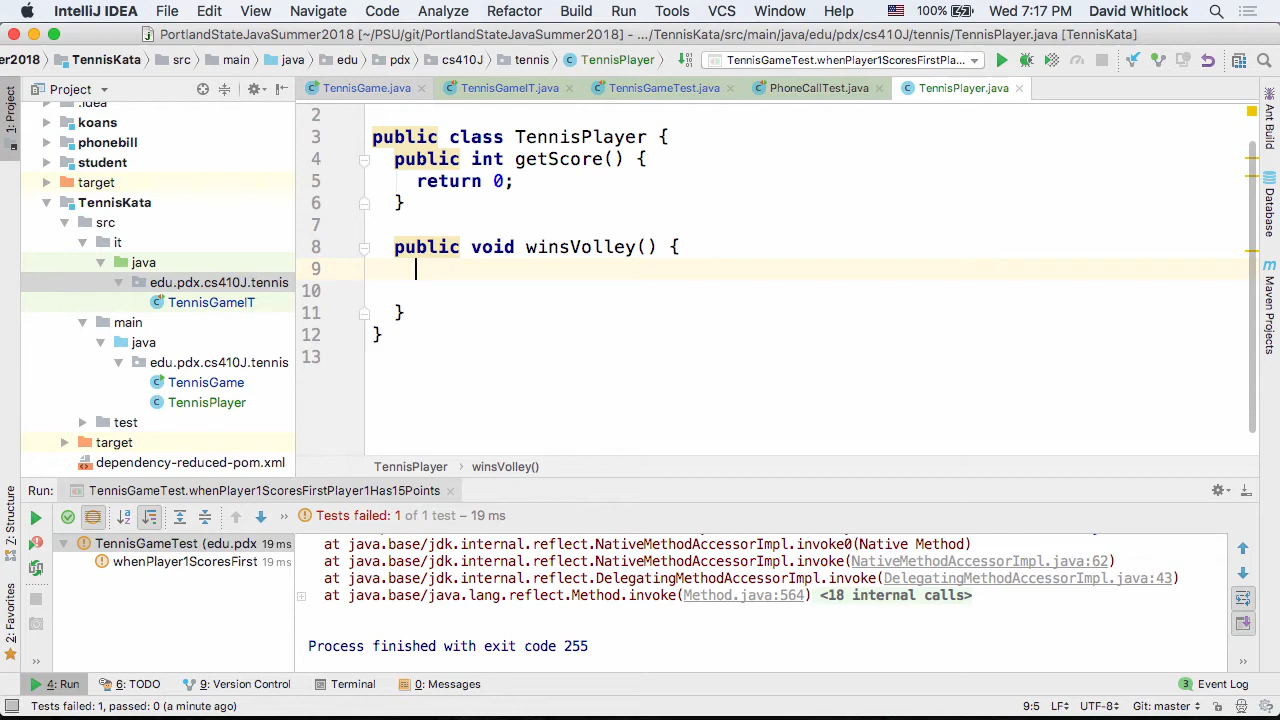 IntelliJ IDEA File Edit View Navigate Code Analyze Refactor Build Run Tools VCS Window Help 100% Wed 7:17 PM David Whitlock
PortlandStateJavaSummer2018 [~/PSU/git/PortlandStateJavaSummer2018] - .../TennisKata/src/main/java/edu/pdx/cs410J/tennis/TennisPlayer.java [TennisKata]
er2018 TennisKata src main java edu pdx cs410J tennis TennisPlayer TennisGameTest.whenPlayer1ScoresFirstPla...
1: Project
Project
TennisGame.java TennisGameIT.java TennisGameTest.java PhoneCallTest.java TennisPlayer.java
.idea
koans
phonebill
student
target
TennisKata
src
it
java
edu.pdx.cs410J.tennis
TennisGameIT
main
java
edu.pdx.cs410J.tennis
TennisGame
TennisPlayer
test
target
dependency-reduced-pom.xml
2
3 public class TennisPlayer {
4 public int getScore() {
5 return 0;
6 }
7
8 public void winsVolley() {
9
10
11 }
12 }
13
TennisPlayer › winsVolley()
Ant Build
Database
Maven Projects
Run: TennisGameTest.whenPlayer1ScoresFirstPlayer1Has15Points
Tests failed: 1 of 1 test – 19 ms
TennisGameTest (edu.pdx 19 ms
whenPlayer1ScoresFirst 19 ms
at java.base/jdk.internal.reflect.NativeMethodAccessorImpl.invoke0(Native Method)
at java.base/jdk.internal.reflect.NativeMethodAccessorImpl.invoke(NativeMethodAccessorImpl.java:62)
at java.base/jdk.internal.reflect.DelegatingMethodAccessorImpl.invoke(DelegatingMethodAccessorImpl.java:43)
at java.base/java.lang.reflect.Method.invoke(Method.java:564) <18 internal calls>
Process finished with exit code 255
7: Structure
2: Favorites
4: Run 6: TODO 9: Version Control Terminal 0: Messages 3 Event Log
Tests failed: 1, passed: 0 (a minute ago) 9:5 LF÷ UTF-8÷ Git: master÷